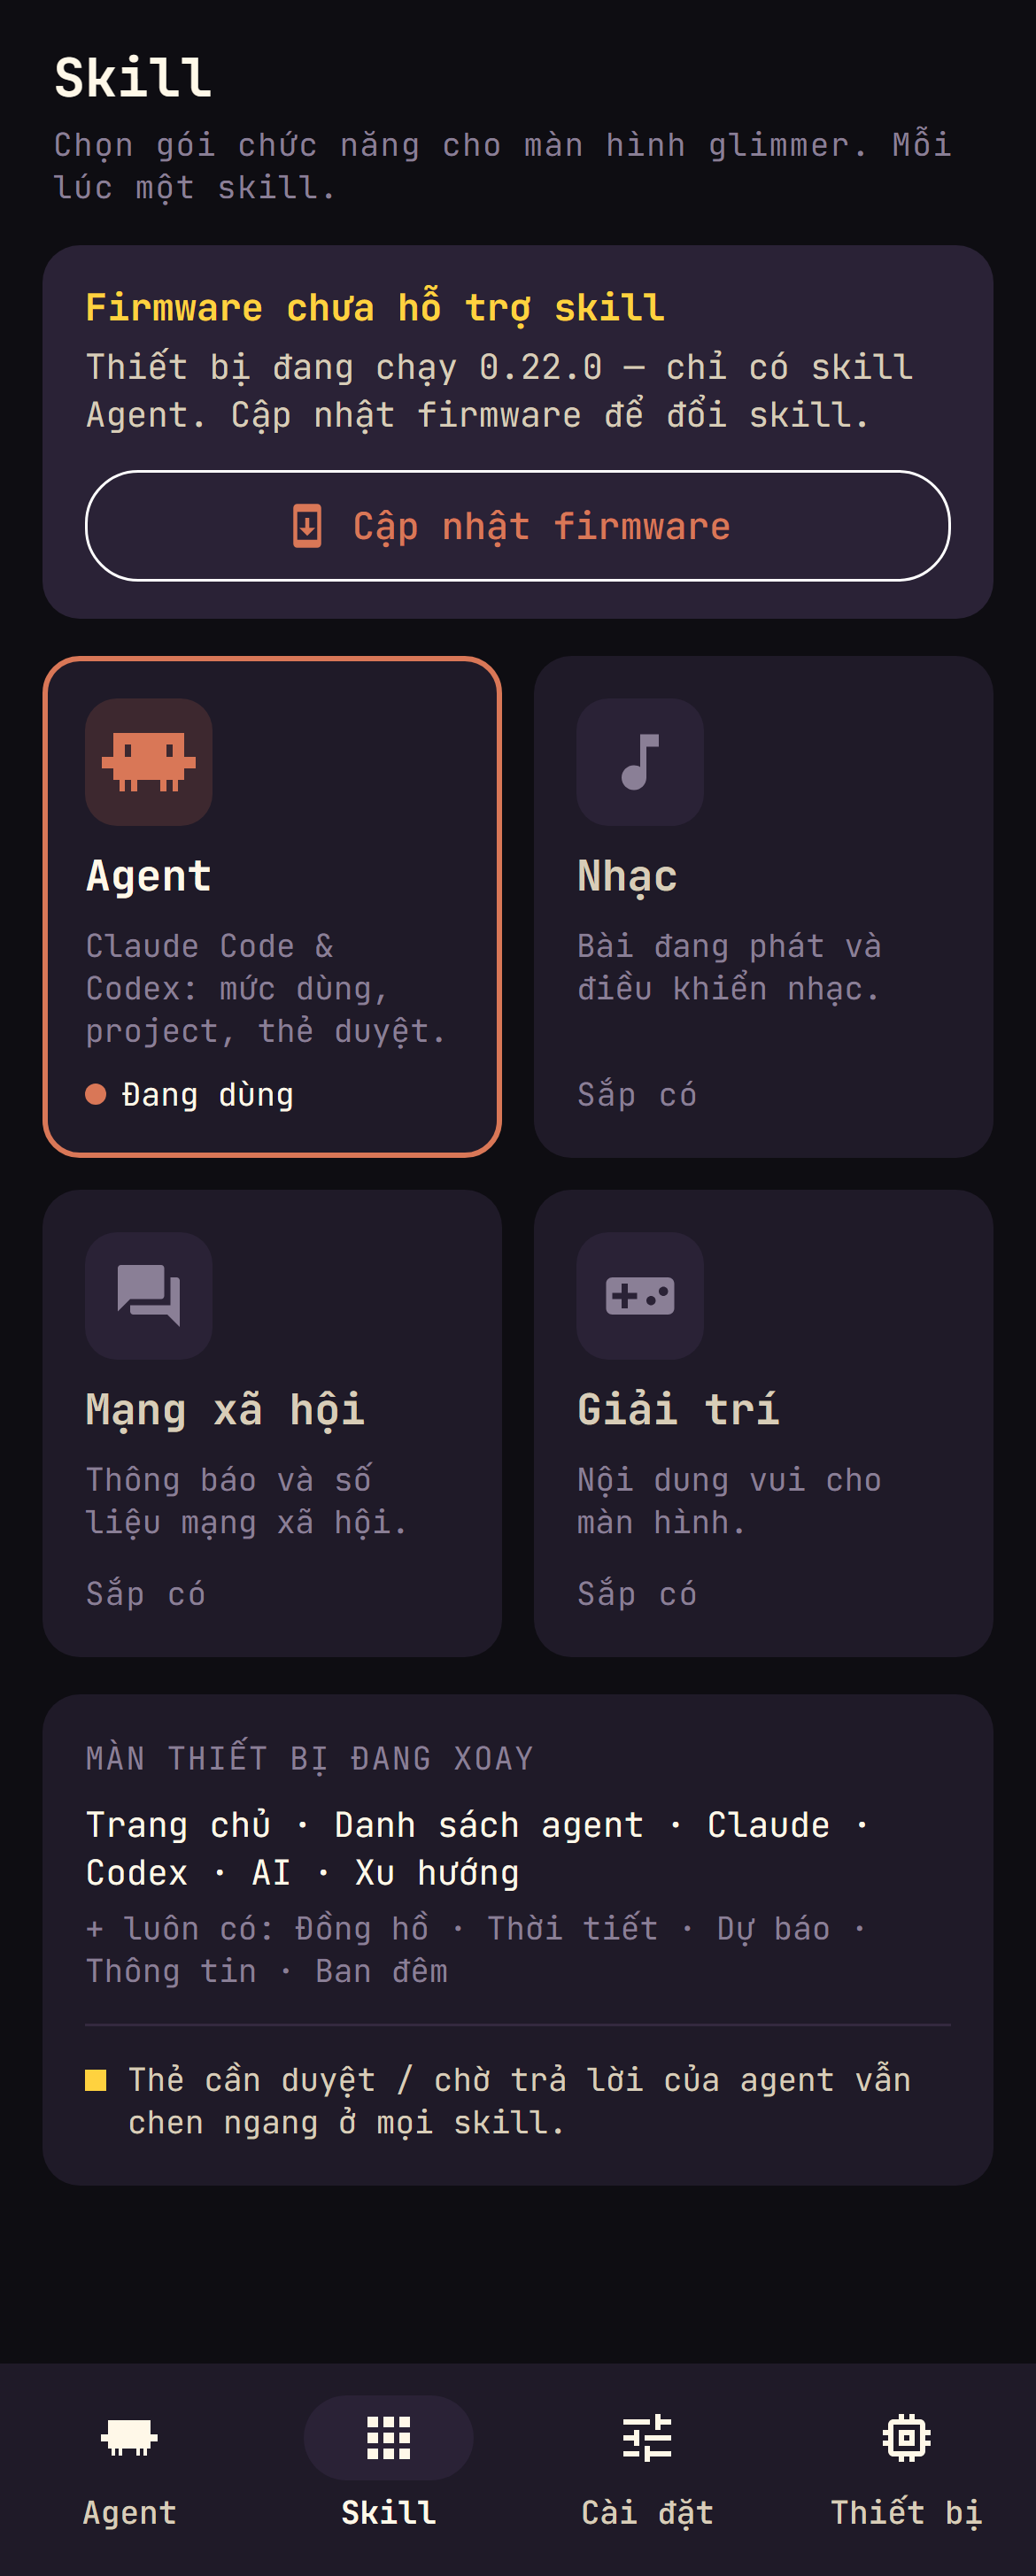 Skill
Chọn gói chức năng cho màn hình glimmer. Mỗi
lúc một skill.
Firmware chưa hỗ trợ skill
Thiết bị đang chạy 0.22.0 — chỉ có skill
Agent. Cập nhật firmware để đổi skill.
Cập nhật firmware
Agent
Claude Code &
Codex: mức dùng,
project, thẻ duyệt.
Đang dùng
Nhạc
Bài đang phát và
điều khiển nhạc.
Sắp có
Mạng xã hội
Thông báo và số
liệu mạng xã hội.
Sắp có
Giải trí
Nội dung vui cho
màn hình.
Sắp có
MÀN THIẾT BỊ ĐANG XOAY
Trang chủ · Danh sách agent · Claude ·
Codex · AI · Xu hướng
+ luôn có: Đồng hồ · Thời tiết · Dự báo ·
Thông tin · Ban đêm
Thẻ cần duyệt / chờ trả lời của agent vẫn
chen ngang ở mọi skill.
Agent
Skill
Cài đặt
Thiết bị